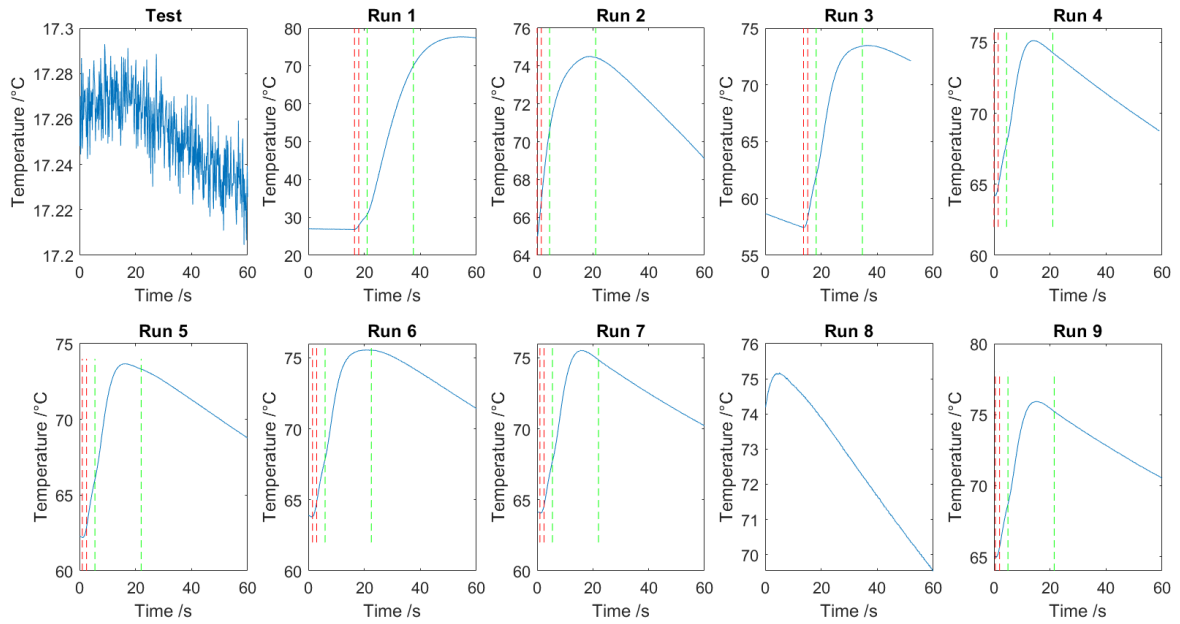 Test
Run 1
Run 2
Run 3
Run 4
17.3
17.28
17.26
17.24
17.22
17.2
Temperature /°C
0 20 40 60
Time /s
80
70
60
50
40
30
20
Temperature /°C
0 20 40 60
Time /s
76
74
72
70
68
66
64
Temperature /°C
0 20 40 60
Time /s
75
70
65
60
55
Temperature /°C
0 20 40 60
Time /s
75
70
65
60
Temperature /°C
0 20 40 60
Time /s
Run 5
Run 6
Run 7
Run 8
Run 9
75
70
65
60
Temperature /°C
0 20 40 60
Time /s
75
70
65
60
Temperature /°C
0 20 40 60
Time /s
75
70
65
60
Temperature /°C
0 20 40 60
Time /s
76
75
74
73
72
71
70
Temperature /°C
0 20 40 60
Time /s
80
75
70
65
Temperature /°C
0 20 40 60
Time /s